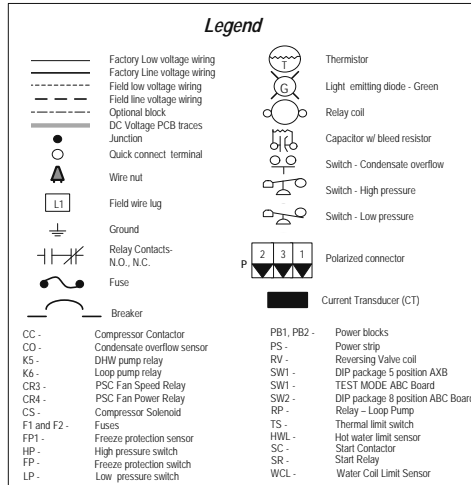 Legend
Factory Low voltage wiring
Factory Line voltage wiring
Field low voltage wiring
Field line voltage wiring
Optional block
DC Voltage PCB traces
Junction
Quick connect terminal
Wire nut
L1
Field wire lug
Ground
Relay Contacts-
N.O., N.C.
Fuse
Breaker
T
Thermistor
G
Light emitting diode - Green
Relay coil
Capacitor w/ bleed resistor
Switch - Condensate overflow
Switch - High pressure
Switch - Low pressure
P 2 3 1
Polarized connector
Current Transducer (CT)
CC - Compressor Contactor
CO - Condensate overflow sensor
K5 - DHW pump relay
K6 - Loop pump relay
CR3 - PSC Fan Speed Relay
CR4 - PSC Fan Power Relay
CS - Compressor Solenoid
F1 and F2 - Fuses
FP1 - Freeze protection sensor
HP - High pressure switch
FP - Freeze protection switch
LP - Low pressure switch
PB1, PB2 - Power blocks
PS - Power strip
RV - Reversing Valve coil
SW1 - DIP package 5 position AXB
SW1 - TEST MODE ABC Board
SW2 - DIP package 8 position ABC Board
RP - Relay – Loop Pump
TS - Thermal limit switch
HWL - Hot water limit sensor
SC - Start Contactor
SR - Start Relay
WCL - Water Coil Limit Sensor